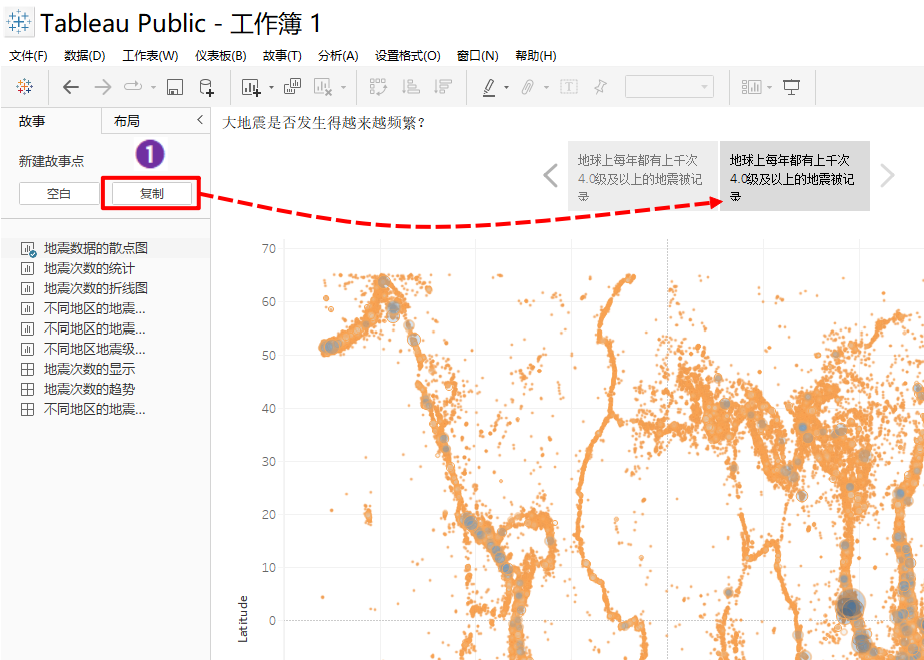 Tableau Public - 工作簿 1
文件(F) 数据(D) 工作表(W) 仪表板(B) 故事(T) 分析(A) 设置格式(O) 窗口(N) 帮助(H)
故事 布局
大地震是否发生得越来越频繁?
新建故事点
1
空白 复制
地球上每年都有上千次
4.0级及以上的地震被记
录
地球上每年都有上千次
4.0级及以上的地震被记
录
地震数据的散点图
地震次数的统计
地震次数的折线图
不同地区的地震...
不同地区的地震...
不同地区地震级...
地震次数的显示
地震次数的趋势
不同地区的地震...
70
60
50
40
30
20
10
0
Latitude